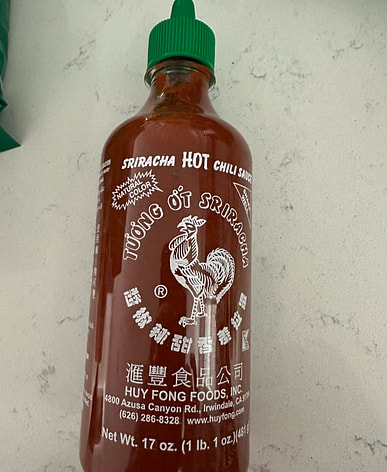 SRIRACHA HOT CHILI SAUCE
NATURAL
COLOR
TƯƠNG ỚT SRIRACHA
®
滙豐食品公司
HUY FONG FOODS, INC.
4800 Azusa Canyon Rd., Irwindale, CA
(626) 286-8328 www.huyfong.com
Net Wt. 17 oz. (1 lb. 1 oz.) (481 g)